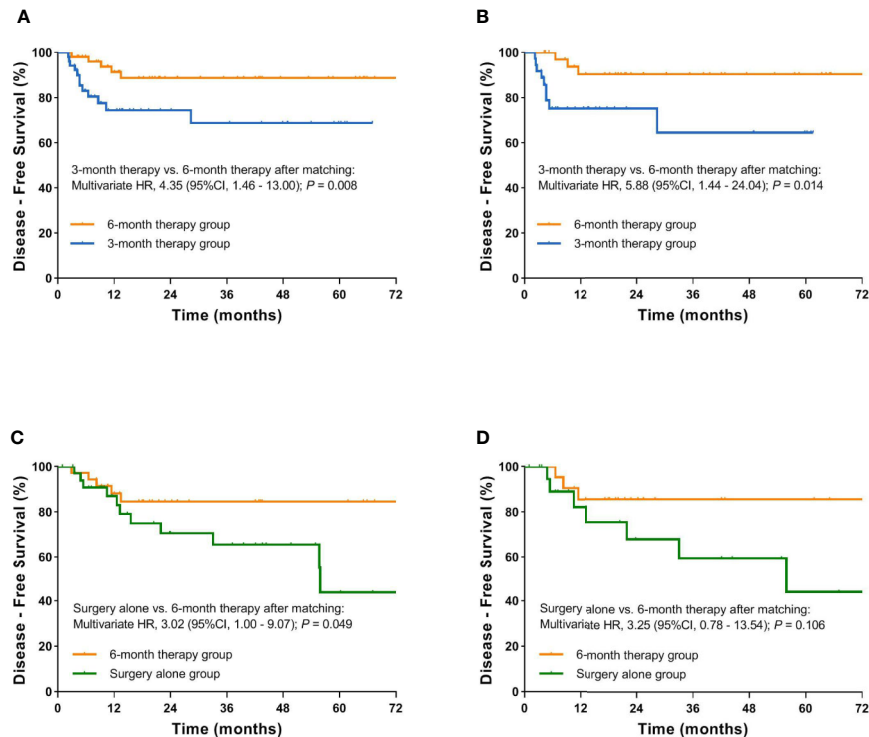 A
Disease - Free Survival (%)
100
80
60
40
20
0
3-month therapy vs. 6-month therapy after matching:
Multivariate HR, 4.35 (95%CI, 1.46 - 13.00); P = 0.008
6-month therapy group
3-month therapy group
0 12 24 36 48 60 72
Time (months)
B
Disease - Free Survival (%)
100
80
60
40
20
0
3-month therapy vs. 6-month therapy after matching:
Multivariate HR, 5.88 (95%CI, 1.44 - 24.04); P = 0.014
6-month therapy group
3-month therapy group
0 12 24 36 48 60 72
Time (months)
C
Disease - Free Survival (%)
100
80
60
40
20
0
Surgery alone vs. 6-month therapy after matching:
Multivariate HR, 3.02 (95%CI, 1.00 - 9.07); P = 0.049
6-month therapy group
Surgery alone group
0 12 24 36 48 60 72
Time (months)
D
Disease - Free Survival (%)
100
80
60
40
20
0
Surgery alone vs. 6-month therapy after matching:
Multivariate HR, 3.25 (95%CI, 0.78 - 13.54); P = 0.106
6-month therapy group
Surgery alone group
0 12 24 36 48 60 72
Time (months)